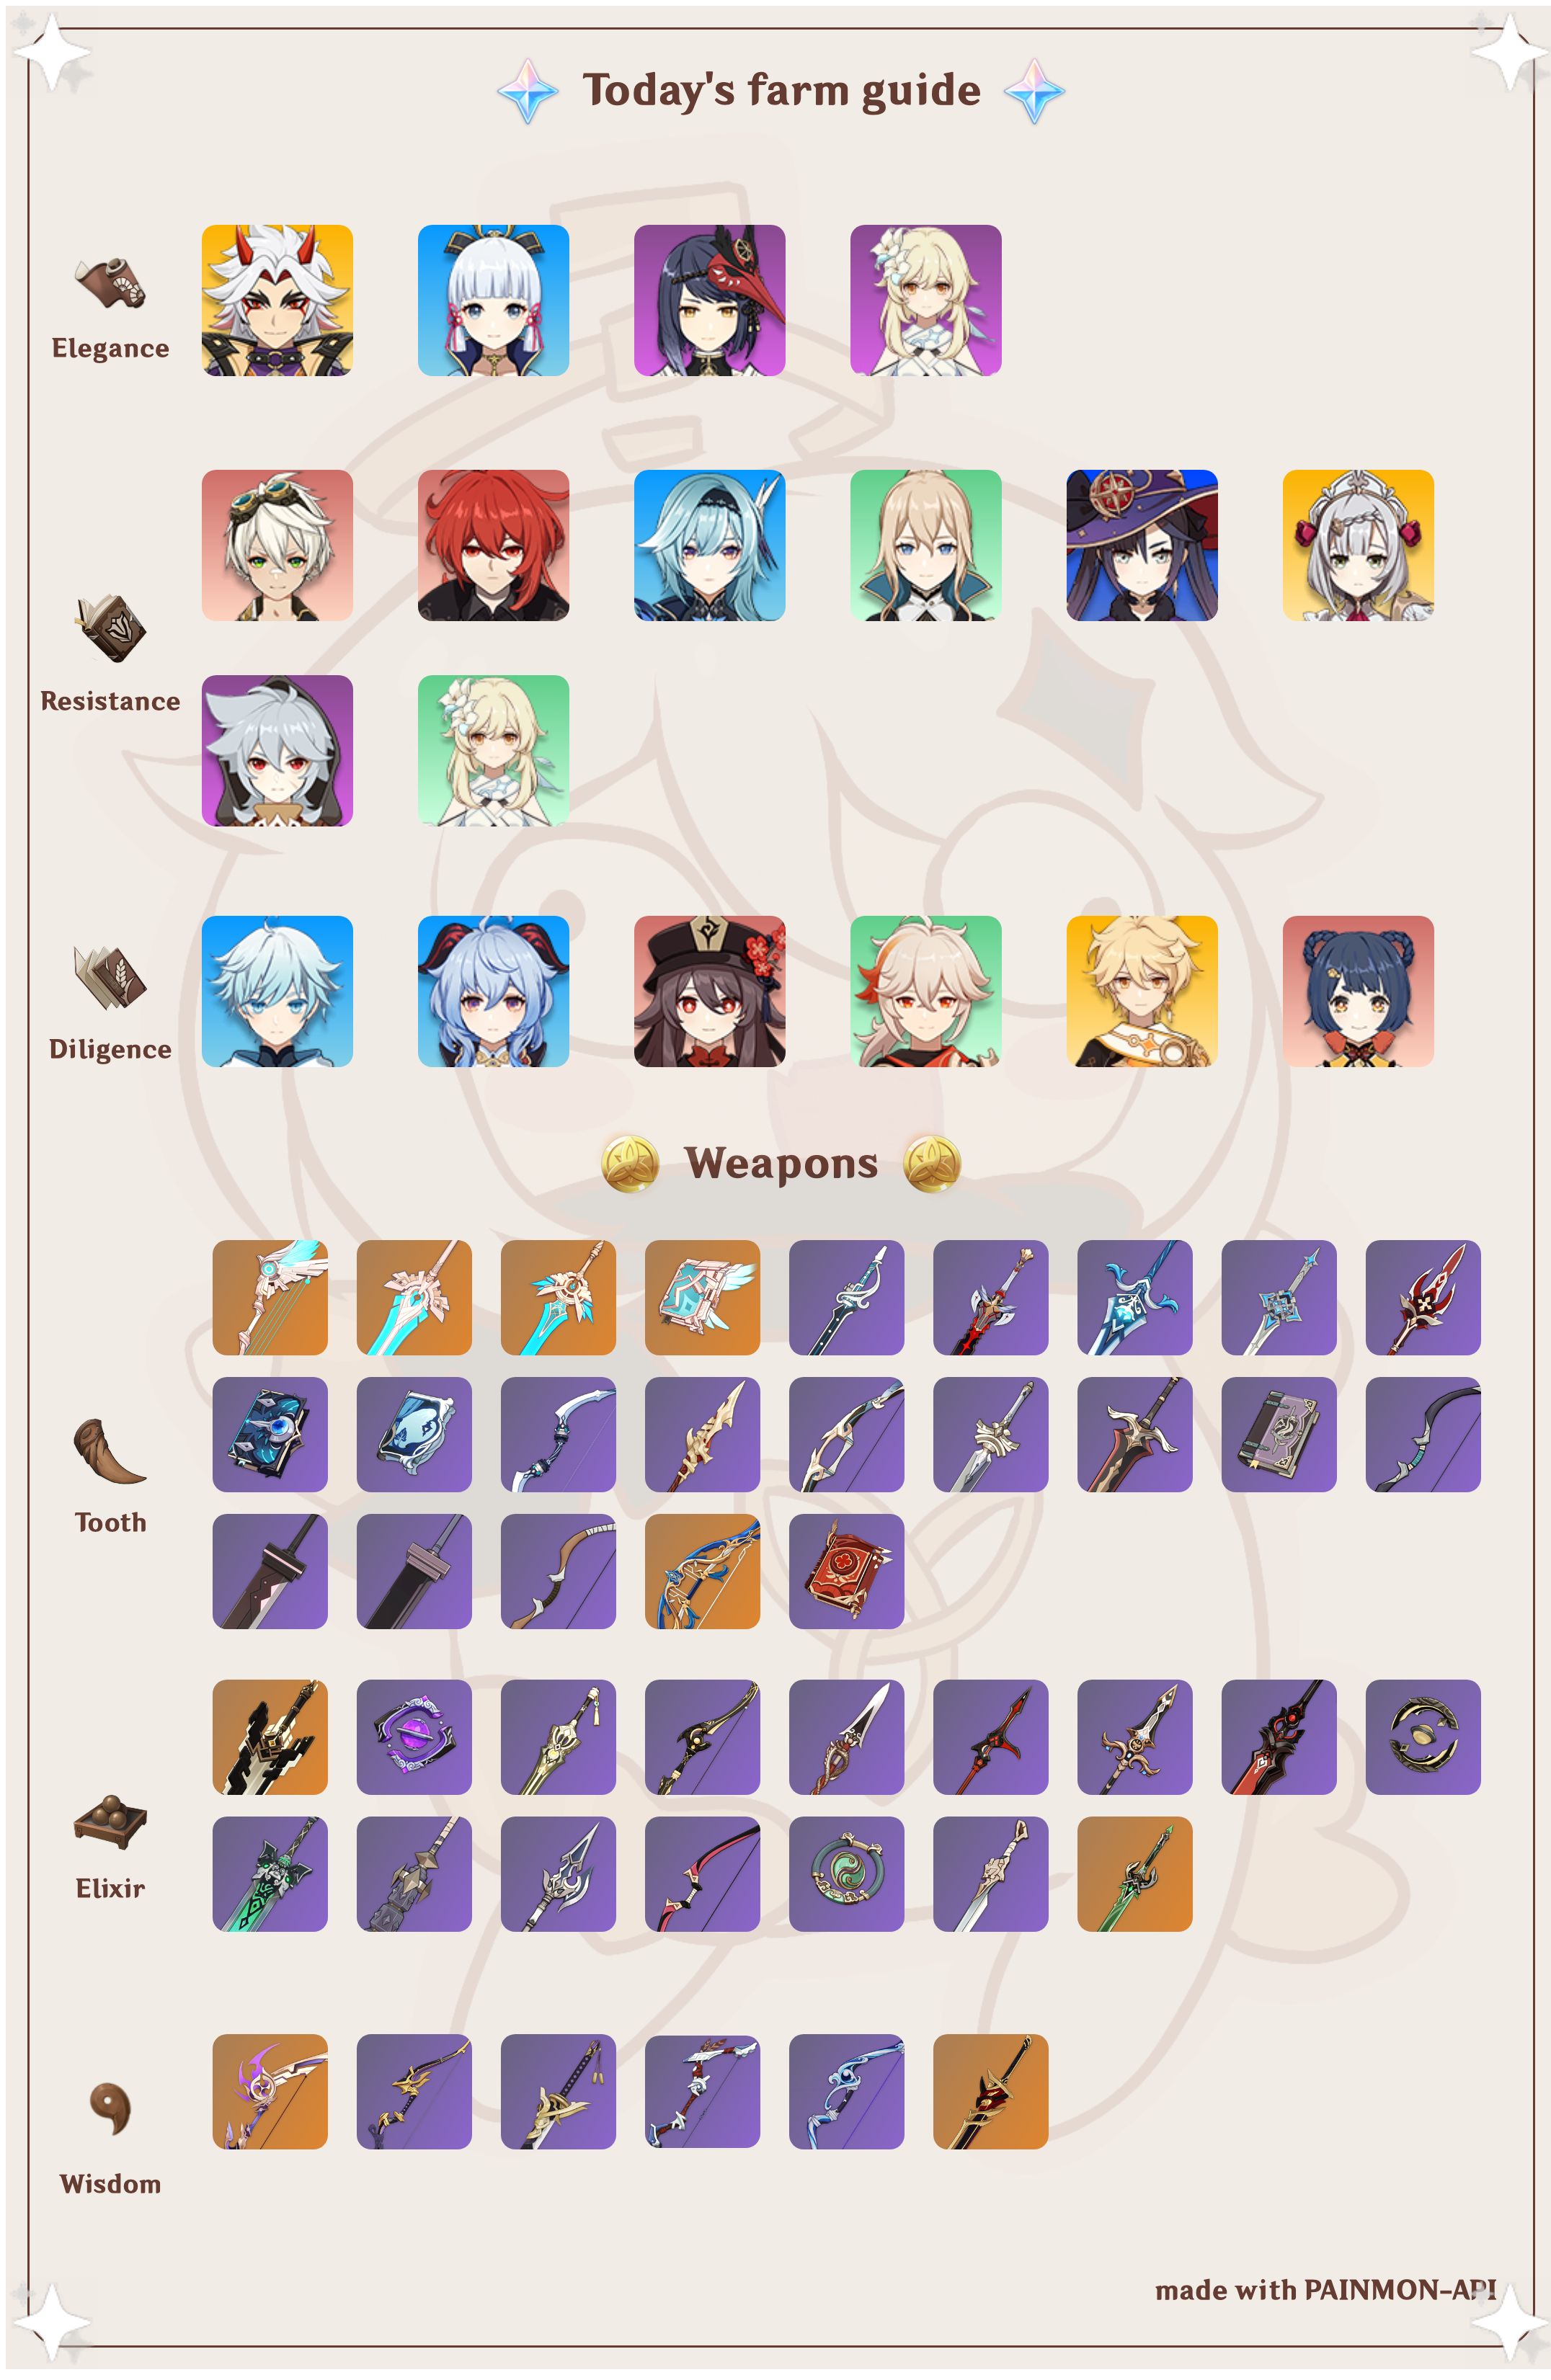 Today's farm guide
Elegance
Resistance
Diligence
Weapons
Tooth
Elixir
Wisdom
made with PAINMON-API